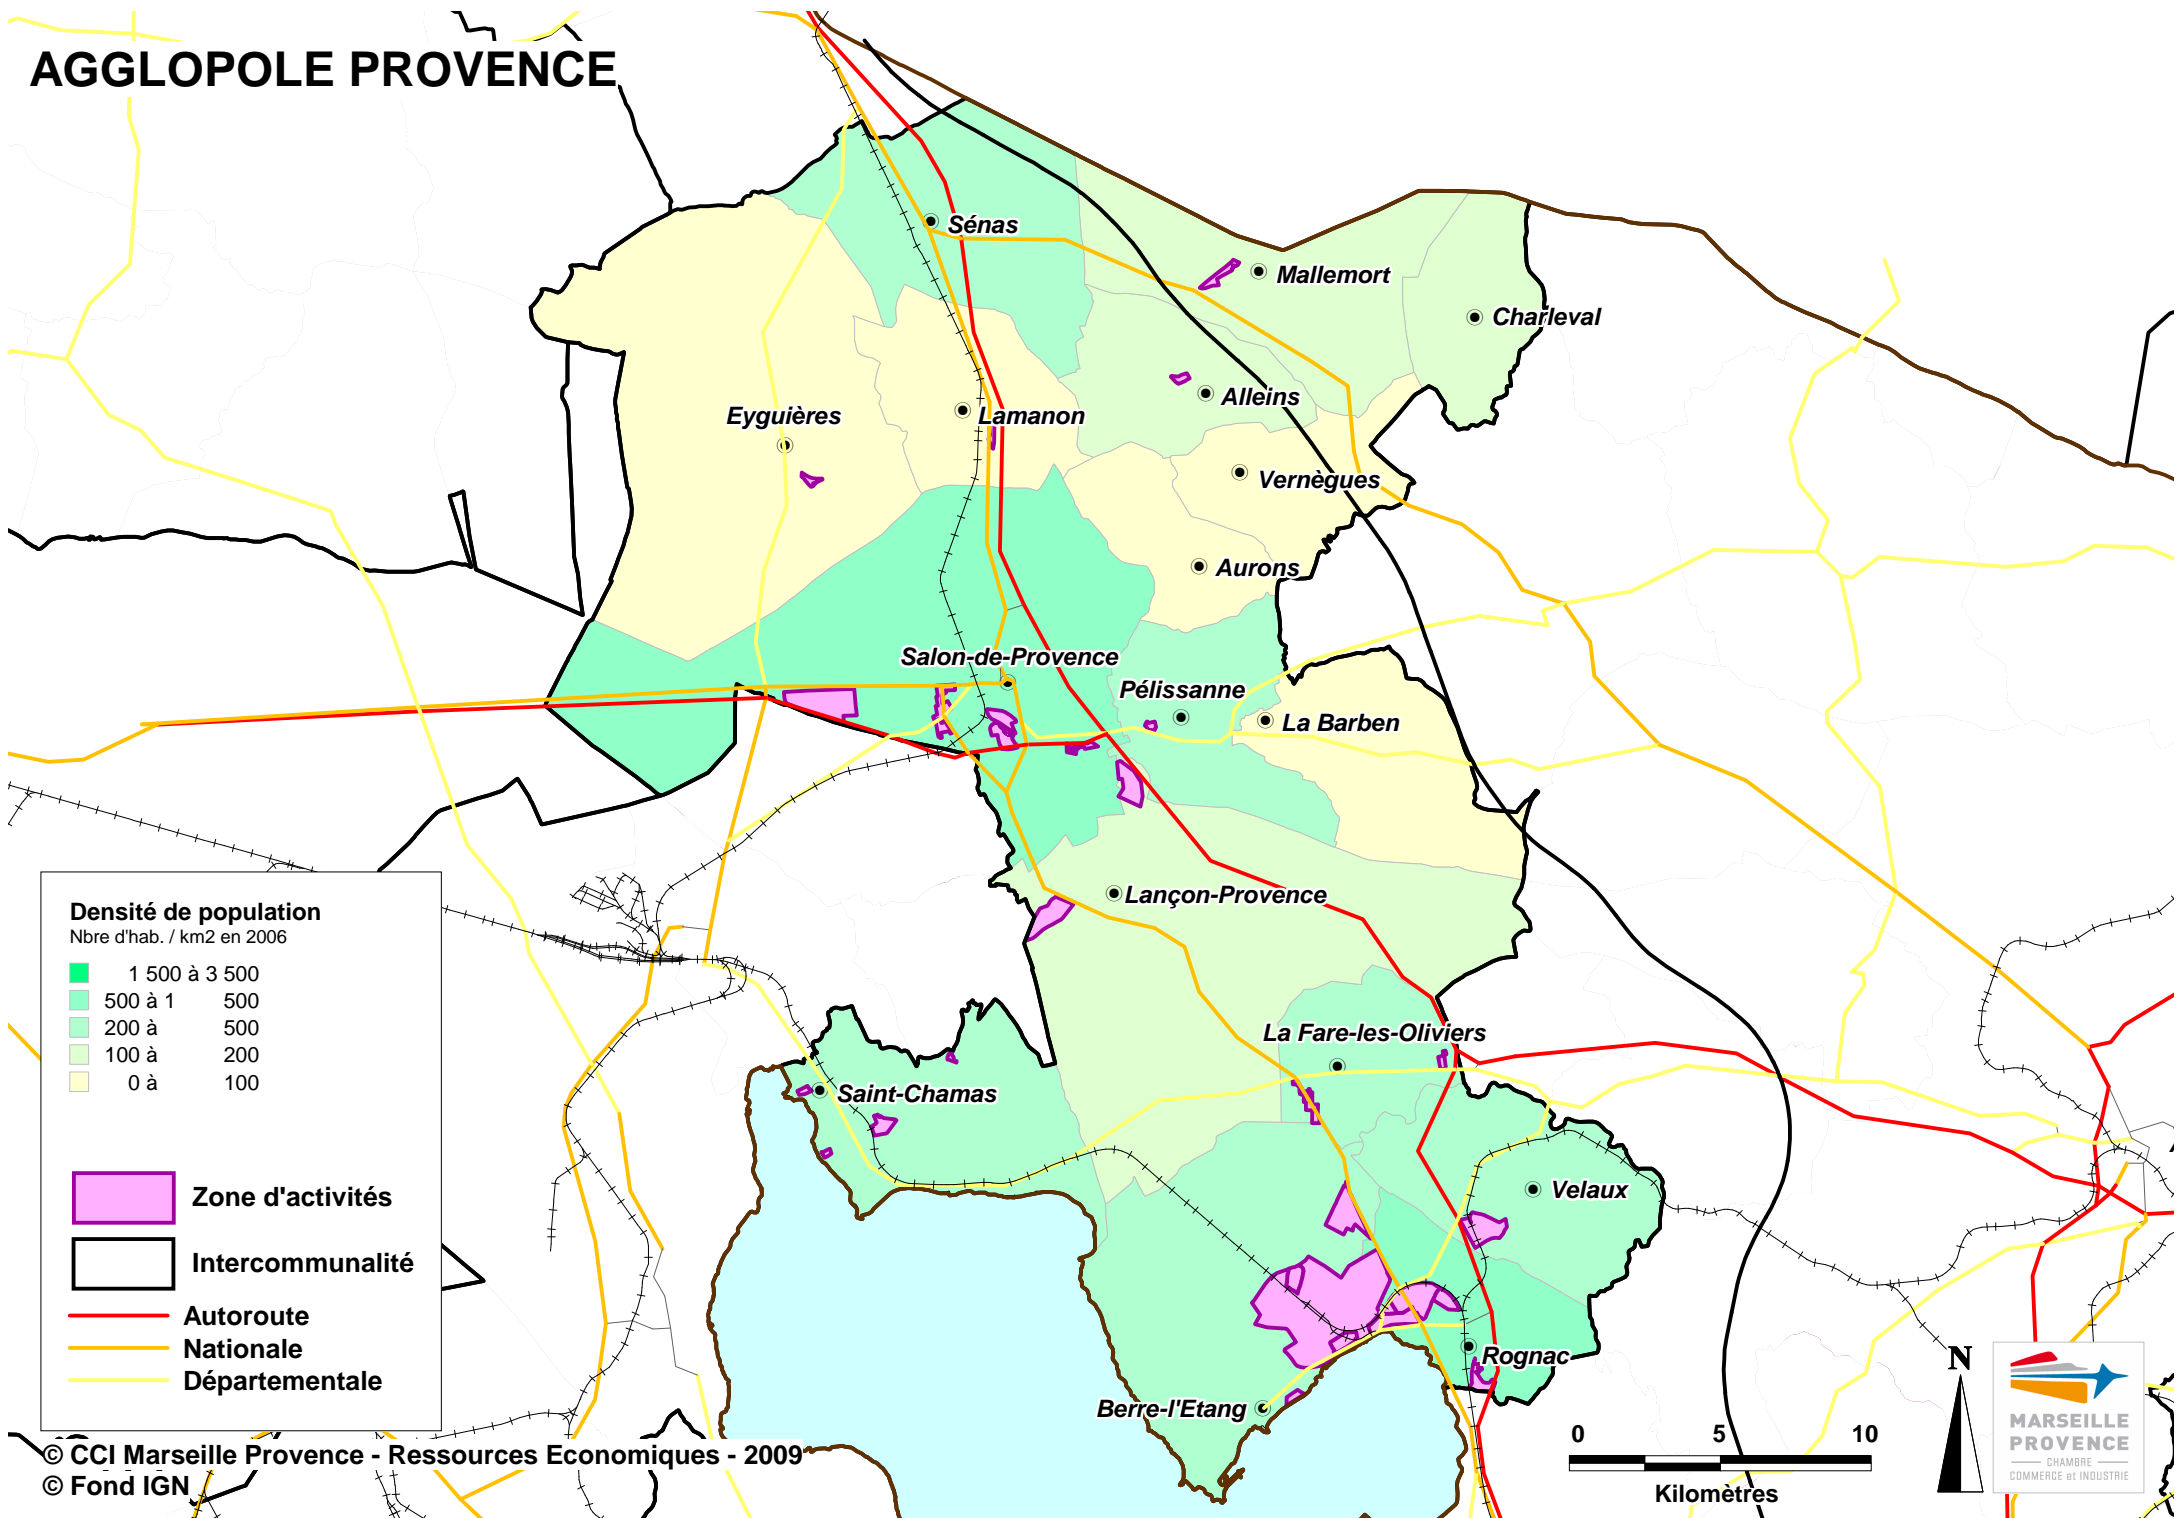 AGGLOPOLE PROVENCE
Sénas
Mallemort
Charleval
Alleins
Eyguières
Lamanon
Vernègues
Aurons
Salon-de-Provence
Pélissanne
La Barben
Lançon-Provence
La Fare-les-Oliviers
Saint-Chamas
Velaux
Rognac
Berre-l'Etang
Densité de population
Nbre d'hab. / km2 en 2006
1 500 à 3 500
500 à 1 500
200 à 500
100 à 200
0 à 100
Zone d'activités
Intercommunalité
Autoroute
Nationale
Départementale
© CCI Marseille Provence - Ressources Economiques - 2009
© Fond IGN
0 5 10
Kilomètres
N
MARSEILLE
PROVENCE
CHAMBRE
COMMERCE et INDUSTRIE